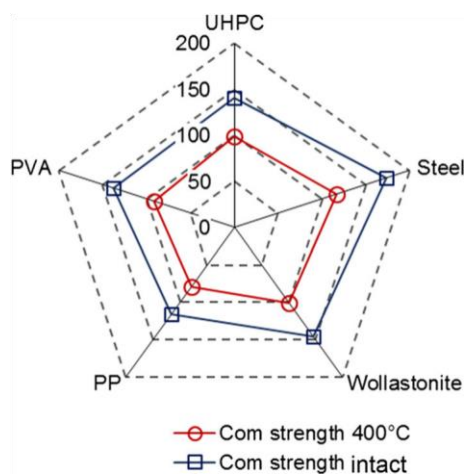 UHPC
200
150
100
50
0
PVA
Steel
PP
Wollastonite
Com strength 400°C
Com strength intact